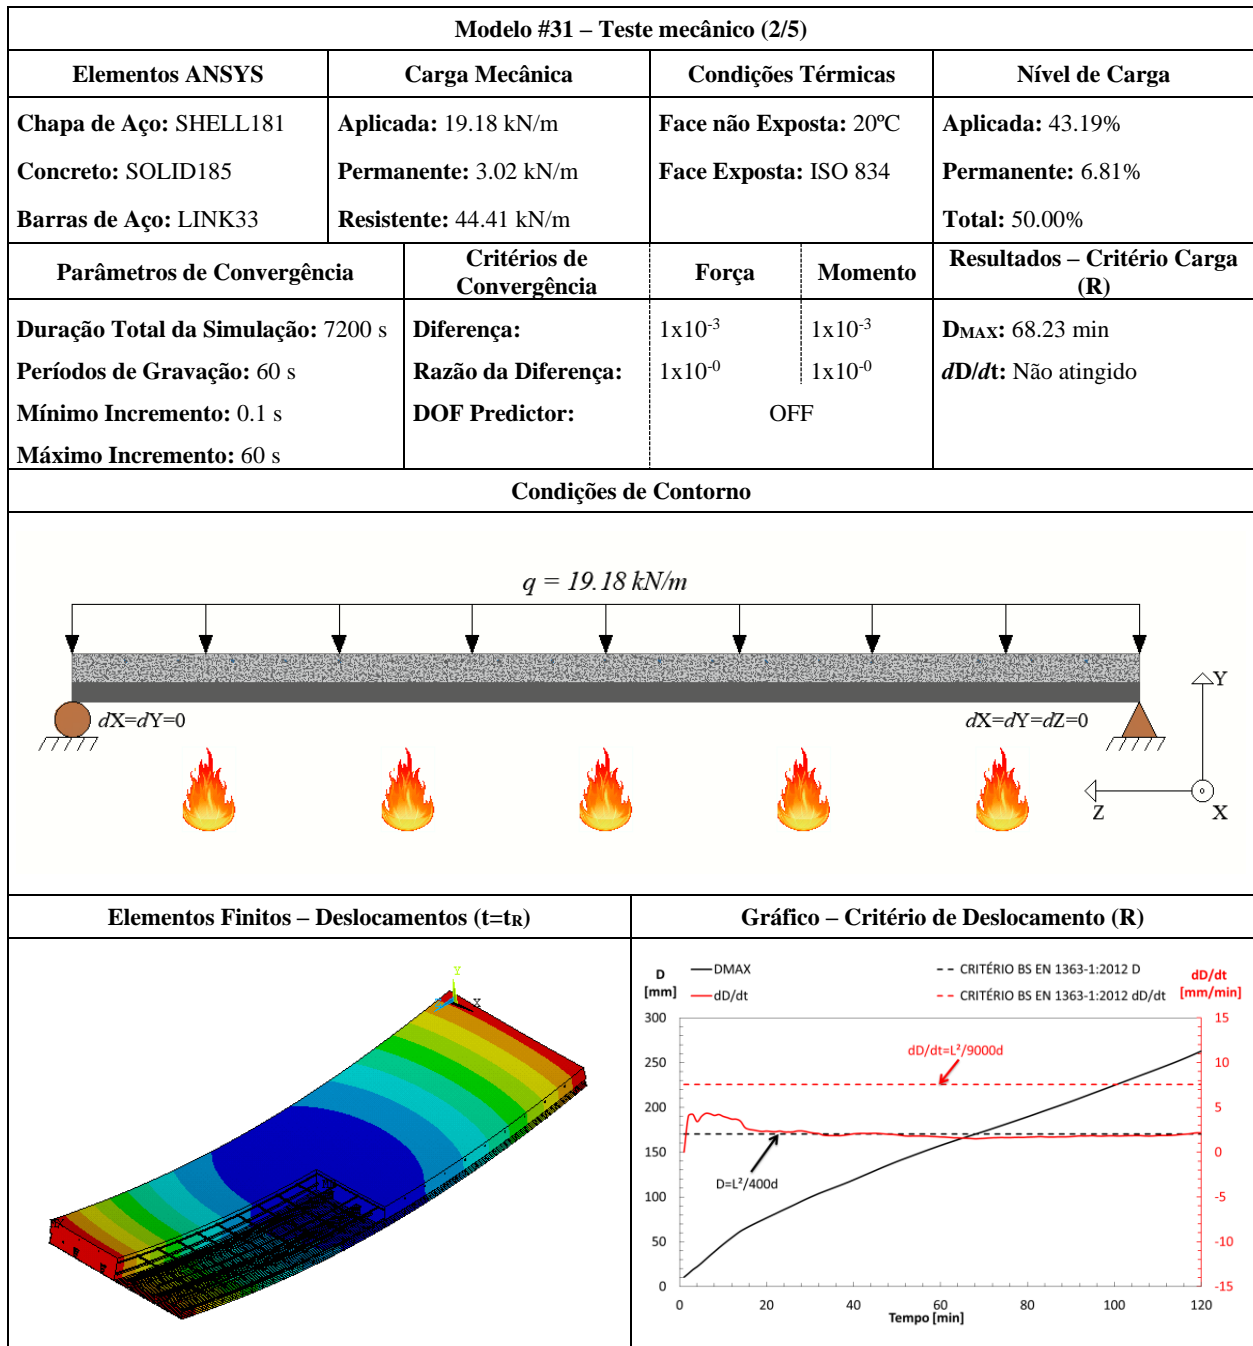 Modelo #31 – Teste mecânico (2/5)
Elementos ANSYS
Carga Mecânica
Condições Térmicas
Nível de Carga
Chapa de Aço: SHELL181
Concreto: SOLID185
Barras de Aço: LINK33
Aplicada: 19.18 kN/m
Permanente: 3.02 kN/m
Resistente: 44.41 kN/m
Face não Exposta: 20ºC
Face Exposta: ISO 834
Aplicada: 43.19%
Permanente: 6.81%
Total: 50.00%
Parâmetros de Convergência
Critérios de
Convergência
Força
Momento
Resultados – Critério Carga
(R)
Duração Total da Simulação: 7200 s
Períodos de Gravação: 60 s
Mínimo Incremento: 0.1 s
Máximo Incremento: 60 s
Diferença: 1x10-3 1x10-3
Razão da Diferença: 1x10-0 1x10-0
DOF Predictor: OFF
DMAX: 68.23 min
dD/dt: Não atingido
Condições de Contorno
q = 19.18 kN/m
dX=dY=0
dX=dY=dZ=0
Y
Z
X
Elementos Finitos – Deslocamentos (t=tR)
Gráfico – Critério de Deslocamento (R)
Y
X
D
[mm]
DMAX
dD/dt
CRITÉRIO BS EN 1363-1:2012 D
CRITÉRIO BS EN 1363-1:2012 dD/dt
dD/dt
[mm/min]
300
250
200
150
100
50
0
15
10
5
0
-5
-10
-15
dD/dt=L²/9000d
D=L²/400d
0 20 40 60 80 100 120
Tempo [min]